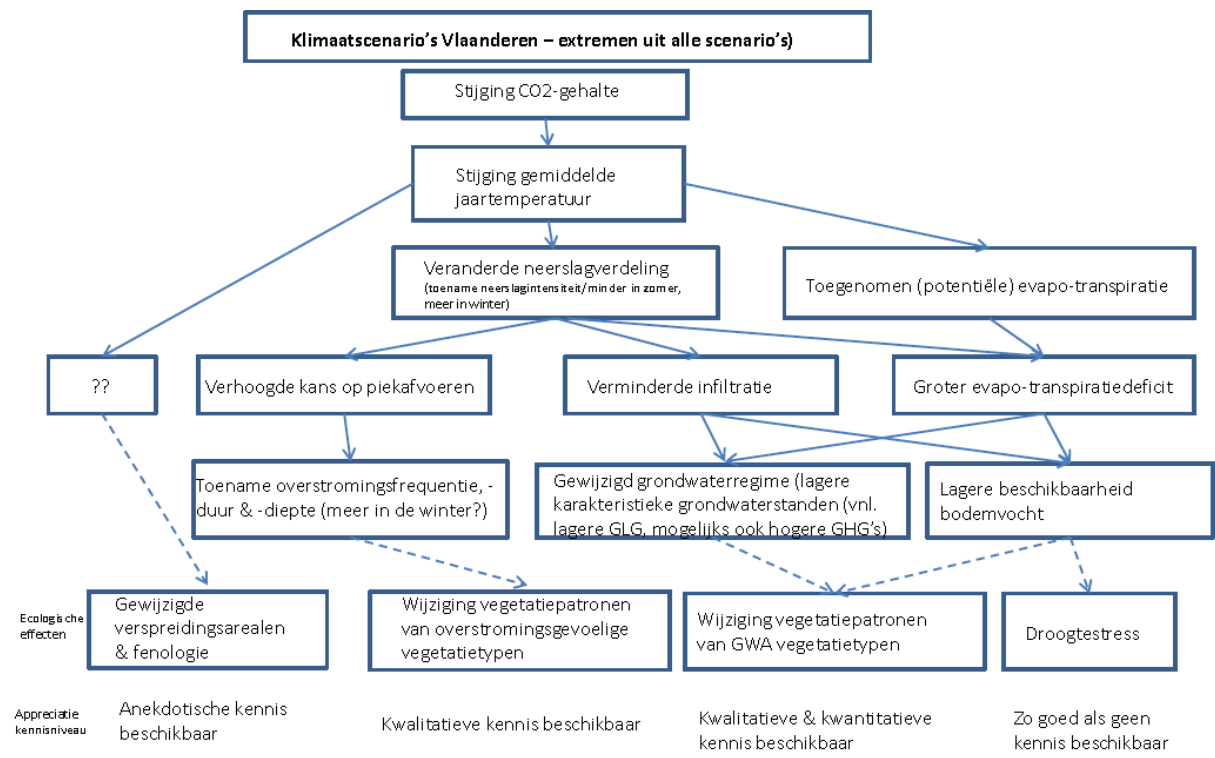 Klimaatscenario's Vlaanderen – extremen uit alle scenario's)
Stijging CO2-gehalte
Stijging gemiddelde
jaartemperatuur
Veranderde neerslagverdeling
(toename neerslagintensiteit/minder in zomer,
meer in winter)
Toegenomen (potentiële) evapo-transpiratie
??
Verhoogde kans op piekafvoeren
Verminderde infiltratie
Groter evapo-transpiratiedeficit
Toename overstromingsfrequentie, -
duur & -diepte (meer in de winter?)
Gewijzigd grondwaterregime (lagere
karakteristieke grondwaterstanden (vnl.
lagere GLG, mogelijks ook hogere GHG's)
Lagere beschikbaarheid
bodemvocht
Ecologische
effecten
Gewijzigde
verspreidingsarealen
& fenologie
Wijziging vegetatiepatronen
van overstromingsgevoelige
vegetatietypen
Wijziging vegetatiepatronen
van GWA vegetatietypen
Droogtestress
Appreciatie
kennisniveau
Anekdotische kennis
beschikbaar
Kwalitatieve kennis beschikbaar
Kwalitatieve & kwantitatieve
kennis beschikbaar
Zo goed als geen
kennis beschikbaar